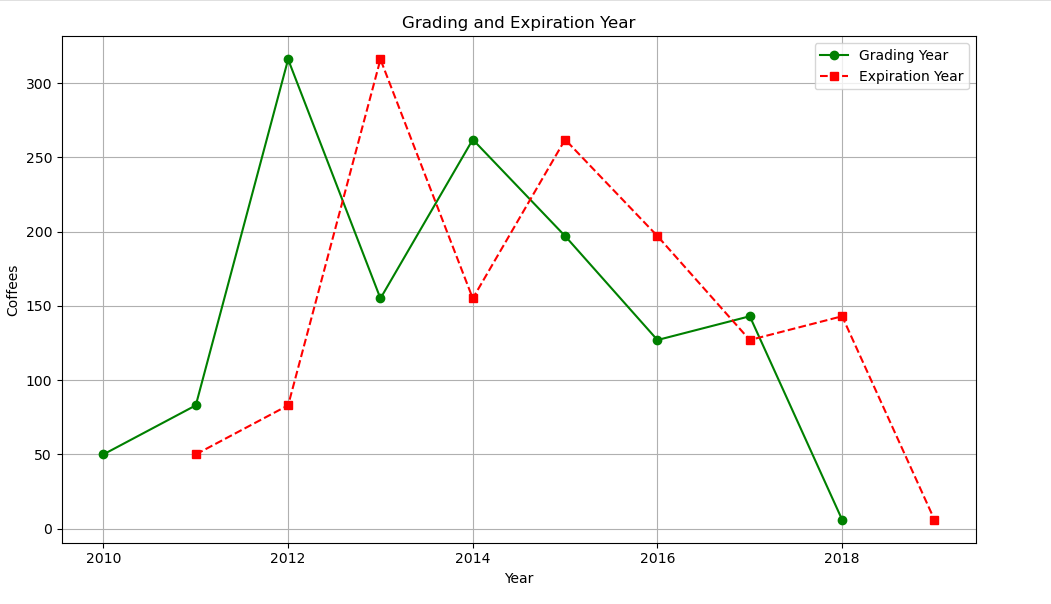 Grading and Expiration Year
Grading Year
Expiration Year
300
250
200
150
100
50
0
Coffees
2010 2012 2014 2016 2018
Year